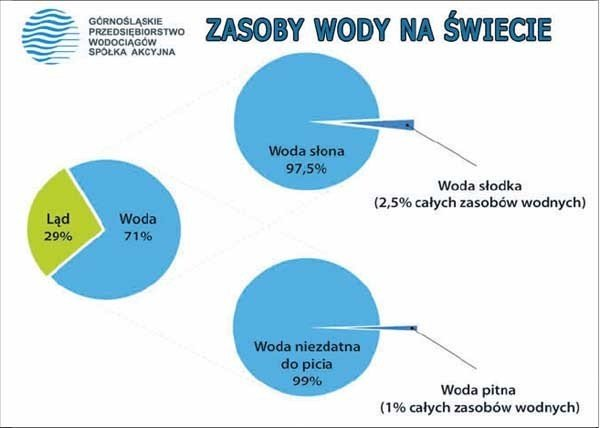 GÓRNOŚLĄSKIE
PRZEDSIĘBIORSTWO
WODOCIĄGÓW
SPÓŁKA AKCYJNA
ZASOBY WODY NA ŚWIECIE
Woda słona
97,5%
Woda słodka
(2,5% całych zasobów wodnych)
Ląd
29%
Woda
71%
Woda niezdatna
do picia
99%
Woda pitna
(1% całych zasobów wodnych)